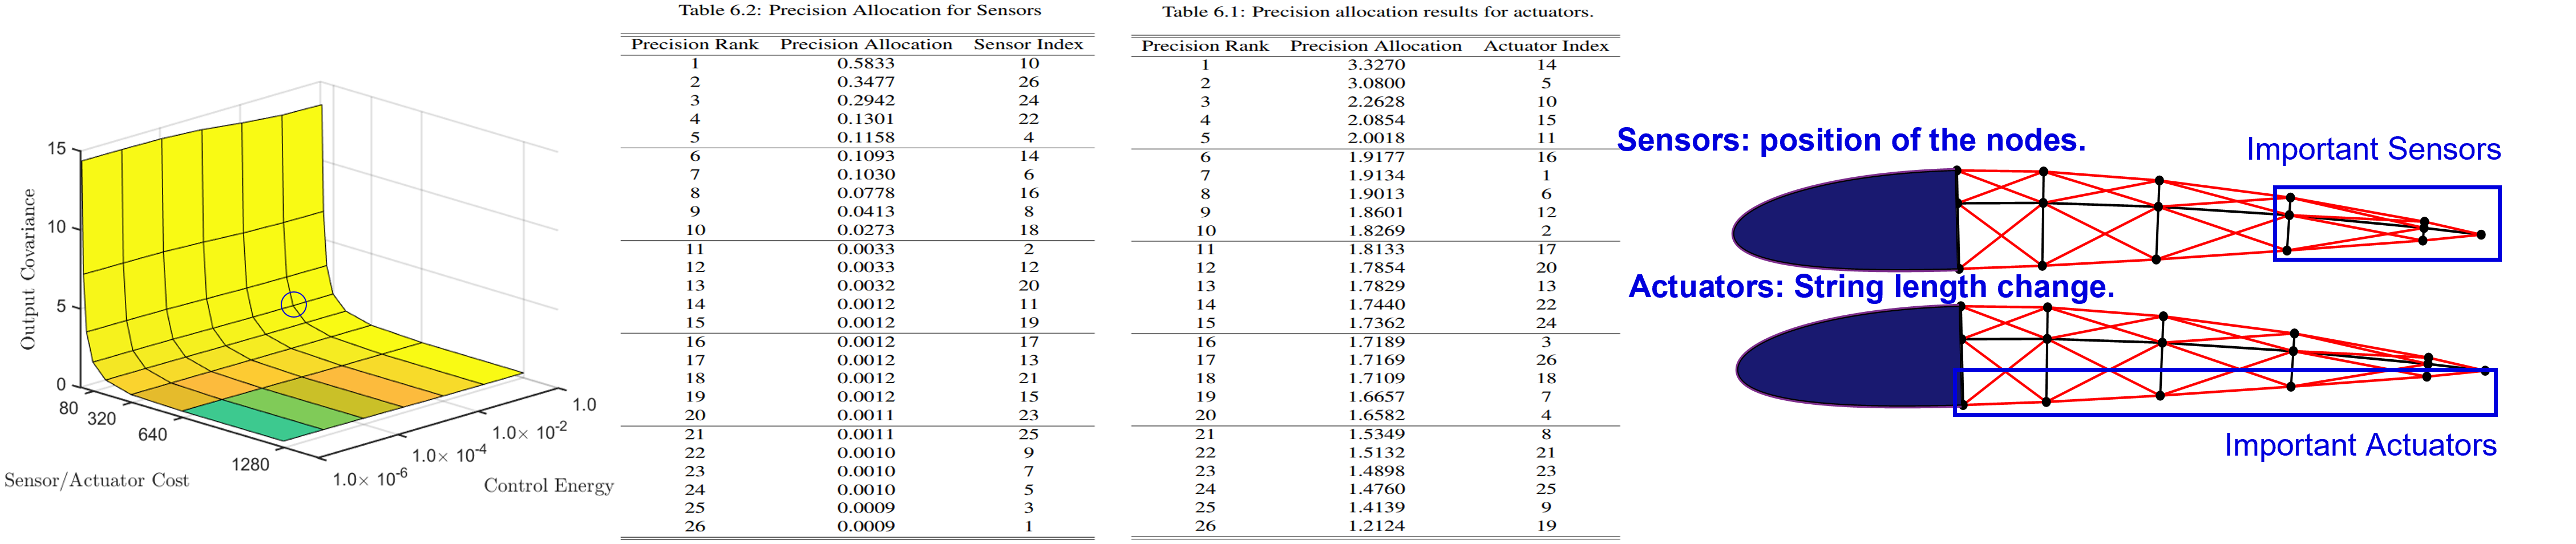 15
10
5
0
Output Covariance
80
320
640
1280
Sensor/Actuator Cost
1.0× 10-6
1.0× 10-4
1.0× 10-2
1.0
Control Energy
Table 6.2: Precision Allocation for Sensors
Precision Rank Precision Allocation Sensor Index
1 0.5833 10
2 0.3477 26
3 0.2942 24
4 0.1301 22
5 0.1158 4
6 0.1093 14
7 0.1030 6
8 0.0778 16
9 0.0413 8
10 0.0273 18
11 0.0033 2
12 0.0033 12
13 0.0032 20
14 0.0012 11
15 0.0012 19
16 0.0012 17
17 0.0012 13
18 0.0012 21
19 0.0012 15
20 0.0011 23
21 0.0011 25
22 0.0010 9
23 0.0010 7
24 0.0010 5
25 0.0009 3
26 0.0009 1
Table 6.1: Precision allocation results for actuators.
Precision Rank Precision Allocation Actuator Index
1 3.3270 14
2 3.0800 5
3 2.2628 10
4 2.0854 15
5 2.0018 11
6 1.9177 16
7 1.9134 1
8 1.9013 6
9 1.8601 12
10 1.8269 2
11 1.8133 17
12 1.7854 20
13 1.7829 13
14 1.7440 22
15 1.7362 24
16 1.7189 3
17 1.7169 26
18 1.7109 18
19 1.6657 7
20 1.6582 4
21 1.5349 8
22 1.5132 21
23 1.4898 23
24 1.4760 25
25 1.4139 9
26 1.2124 19
Sensors: position of the nodes.
Important Sensors
Actuators: String length change.
Important Actuators